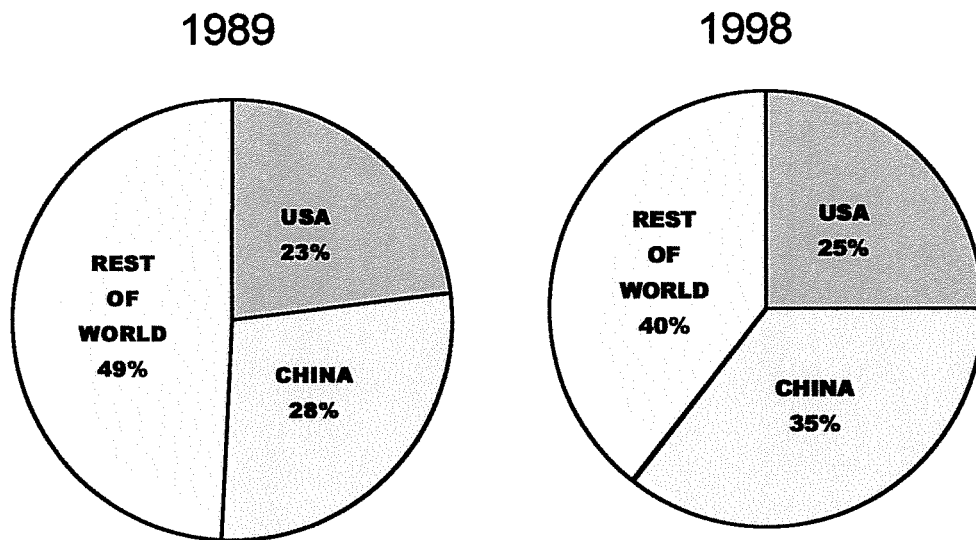 1989
USA
23%
REST
OF
WORLD
49%
CHINA
28%
1998
USA
25%
REST
OF
WORLD
40%
CHINA
35%